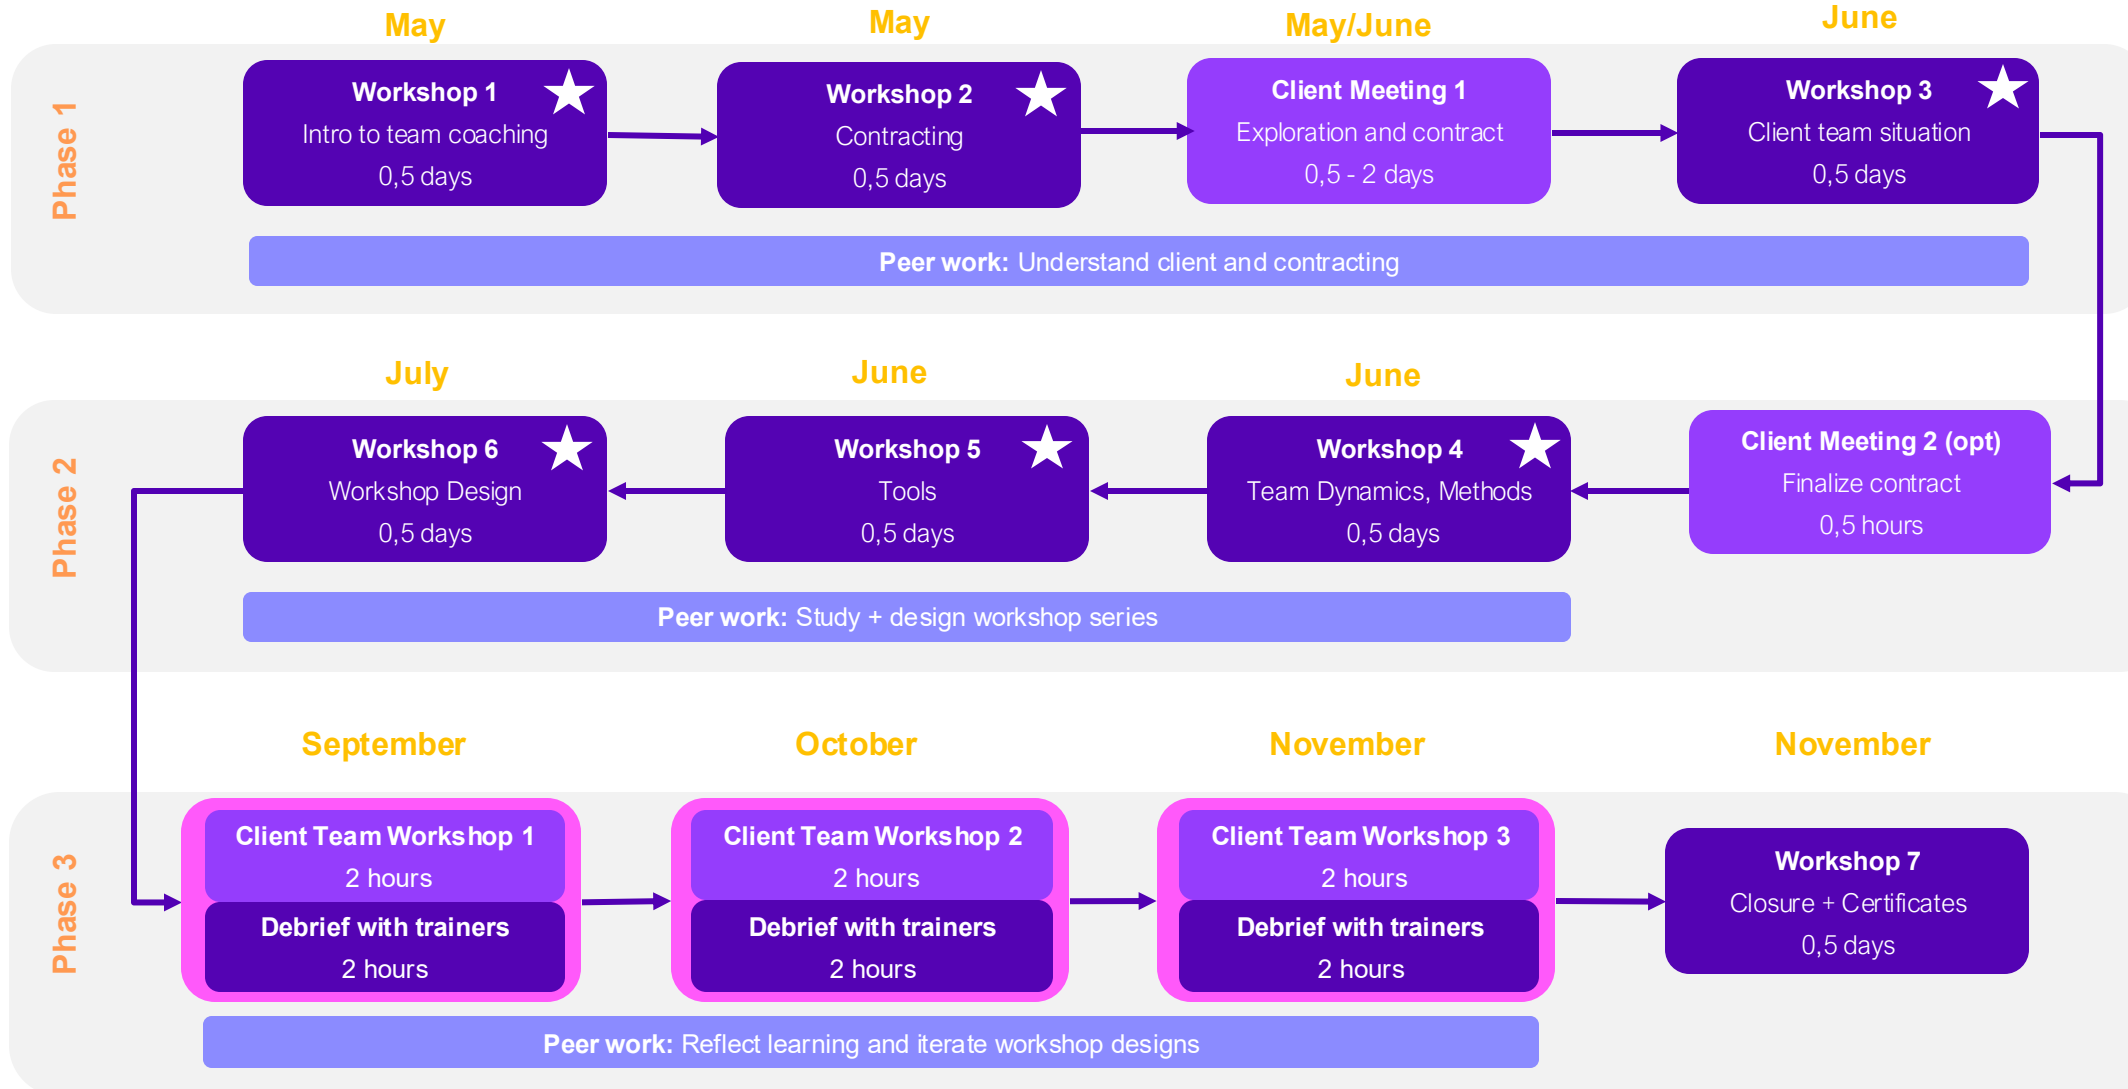 May
May
May/June
June
Phase 1
Workshop 1
Intro to team coaching
0,5 days
Workshop 2
Contracting
0,5 days
Client Meeting 1
Exploration and contract
0,5 - 2 days
Workshop 3
Client team situation
0,5 days
Peer work: Understand client and contracting
July
June
June
Phase 2
Workshop 6
Workshop Design
0,5 days
Workshop 5
Tools
0,5 days
Workshop 4
Team Dynamics, Methods
0,5 days
Client Meeting 2 (opt)
Finalize contract
0,5 hours
Peer work: Study + design workshop series
September
October
November
November
Phase 3
Client Team Workshop 1
2 hours
Debrief with trainers
2 hours
Client Team Workshop 2
2 hours
Debrief with trainers
2 hours
Client Team Workshop 3
2 hours
Debrief with trainers
2 hours
Workshop 7
Closure + Certificates
0,5 days
Peer work: Reflect learning and iterate workshop designs